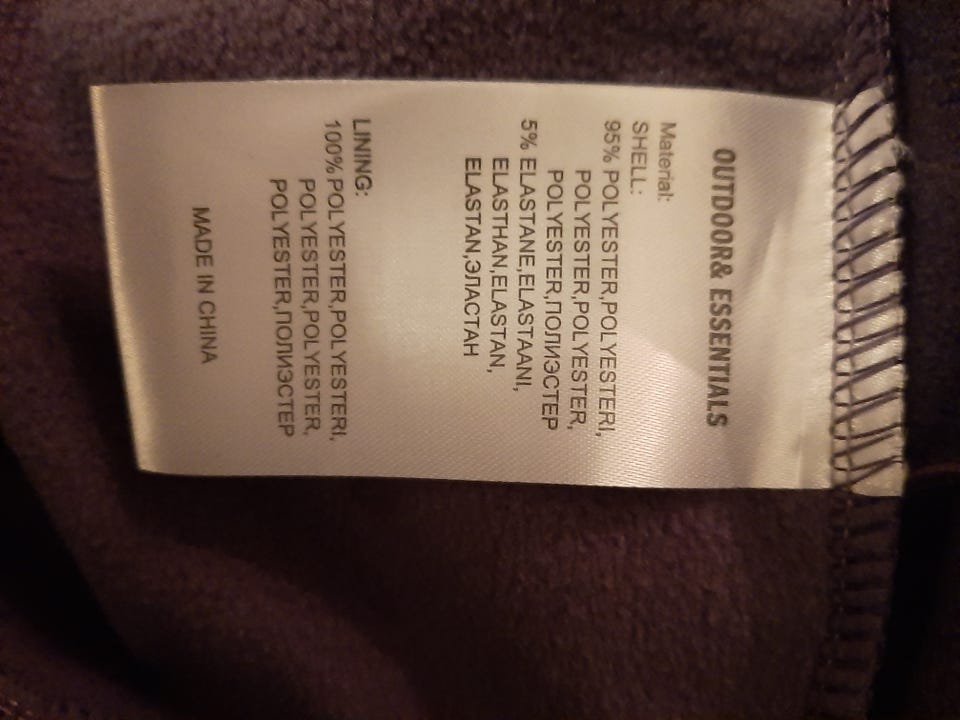 OUTDOOR& ESSENTIALS
Material:
SHELL:
95% POLYESTER,POLYESTERI,
POLYESTER,POLYESTER,
POLYESTER,ПОЛИЭСТЕР
5% ELASTANE,ELASTAANI,
ELASTHAN,ELASTAN,
ELASTAN,ЭЛАСТАН
LINING:
100% POLYESTER,POLYESTERI,
POLYESTER,POLYESTER,
POLYESTER,ПОЛИЭСТЕР
MADE IN CHINA